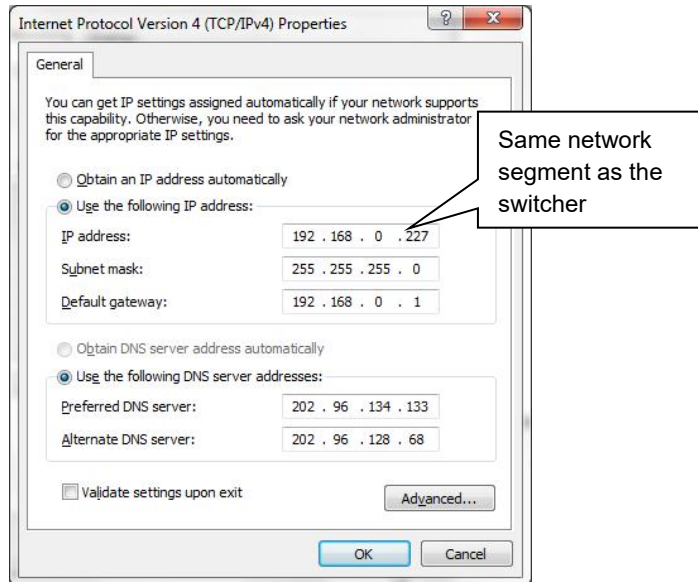 Internet Protocol Version 4 (TCP/IPv4) Properties
General
You can get IP settings assigned automatically if your network supports
this capability. Otherwise, you need to ask your network administrator
for the appropriate IP settings.
Same network
segment as the
switcher
Obtain an IP address automatically
Use the following IP address:
IP address: 192 . 168 . 0 . 227
Subnet mask: 255 . 255 . 255 . 0
Default gateway: 192 . 168 . 0 . 1
Obtain DNS server address automatically
Use the following DNS server addresses:
Preferred DNS server: 202 . 96 . 134 . 133
Alternate DNS server: 202 . 96 . 128 . 68
Validate settings upon exit
Advanced...
OK Cancel